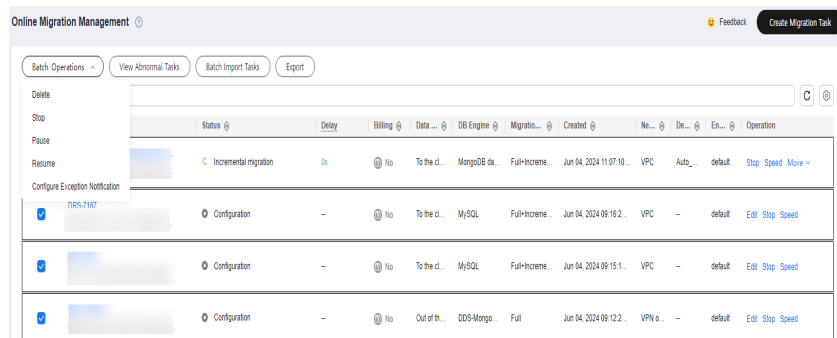 Online Migration Management
Feedback
Create Migration Task
Batch Operations
View Abnormal Tasks
Batch Import Tasks
Export
Delete
Stop
Pause
Resume
Configure Exception Notification
Status Delay Billing Data ... DB Engine Migratio... Created Ne... De... En... Operation
Incremental migration 0s No To the cl... MongoDB da... Full+Increme... Jun 04, 2024 11:07:10... VPC Auto_... default Stop Speed More
DRS-7167
Configuration -- No To the cl... MySQL Full+Increme... Jun 04, 2024 09:16:2... VPC -- default Edit Stop Speed
Configuration -- No To the cl... MySQL Full+Increme... Jun 04, 2024 09:15:1... VPC -- default Edit Stop Speed
Configuration -- No Out of th... DDS-Mongo... Full Jun 04, 2024 09:12:2... VPN o... -- default Edit Stop Speed